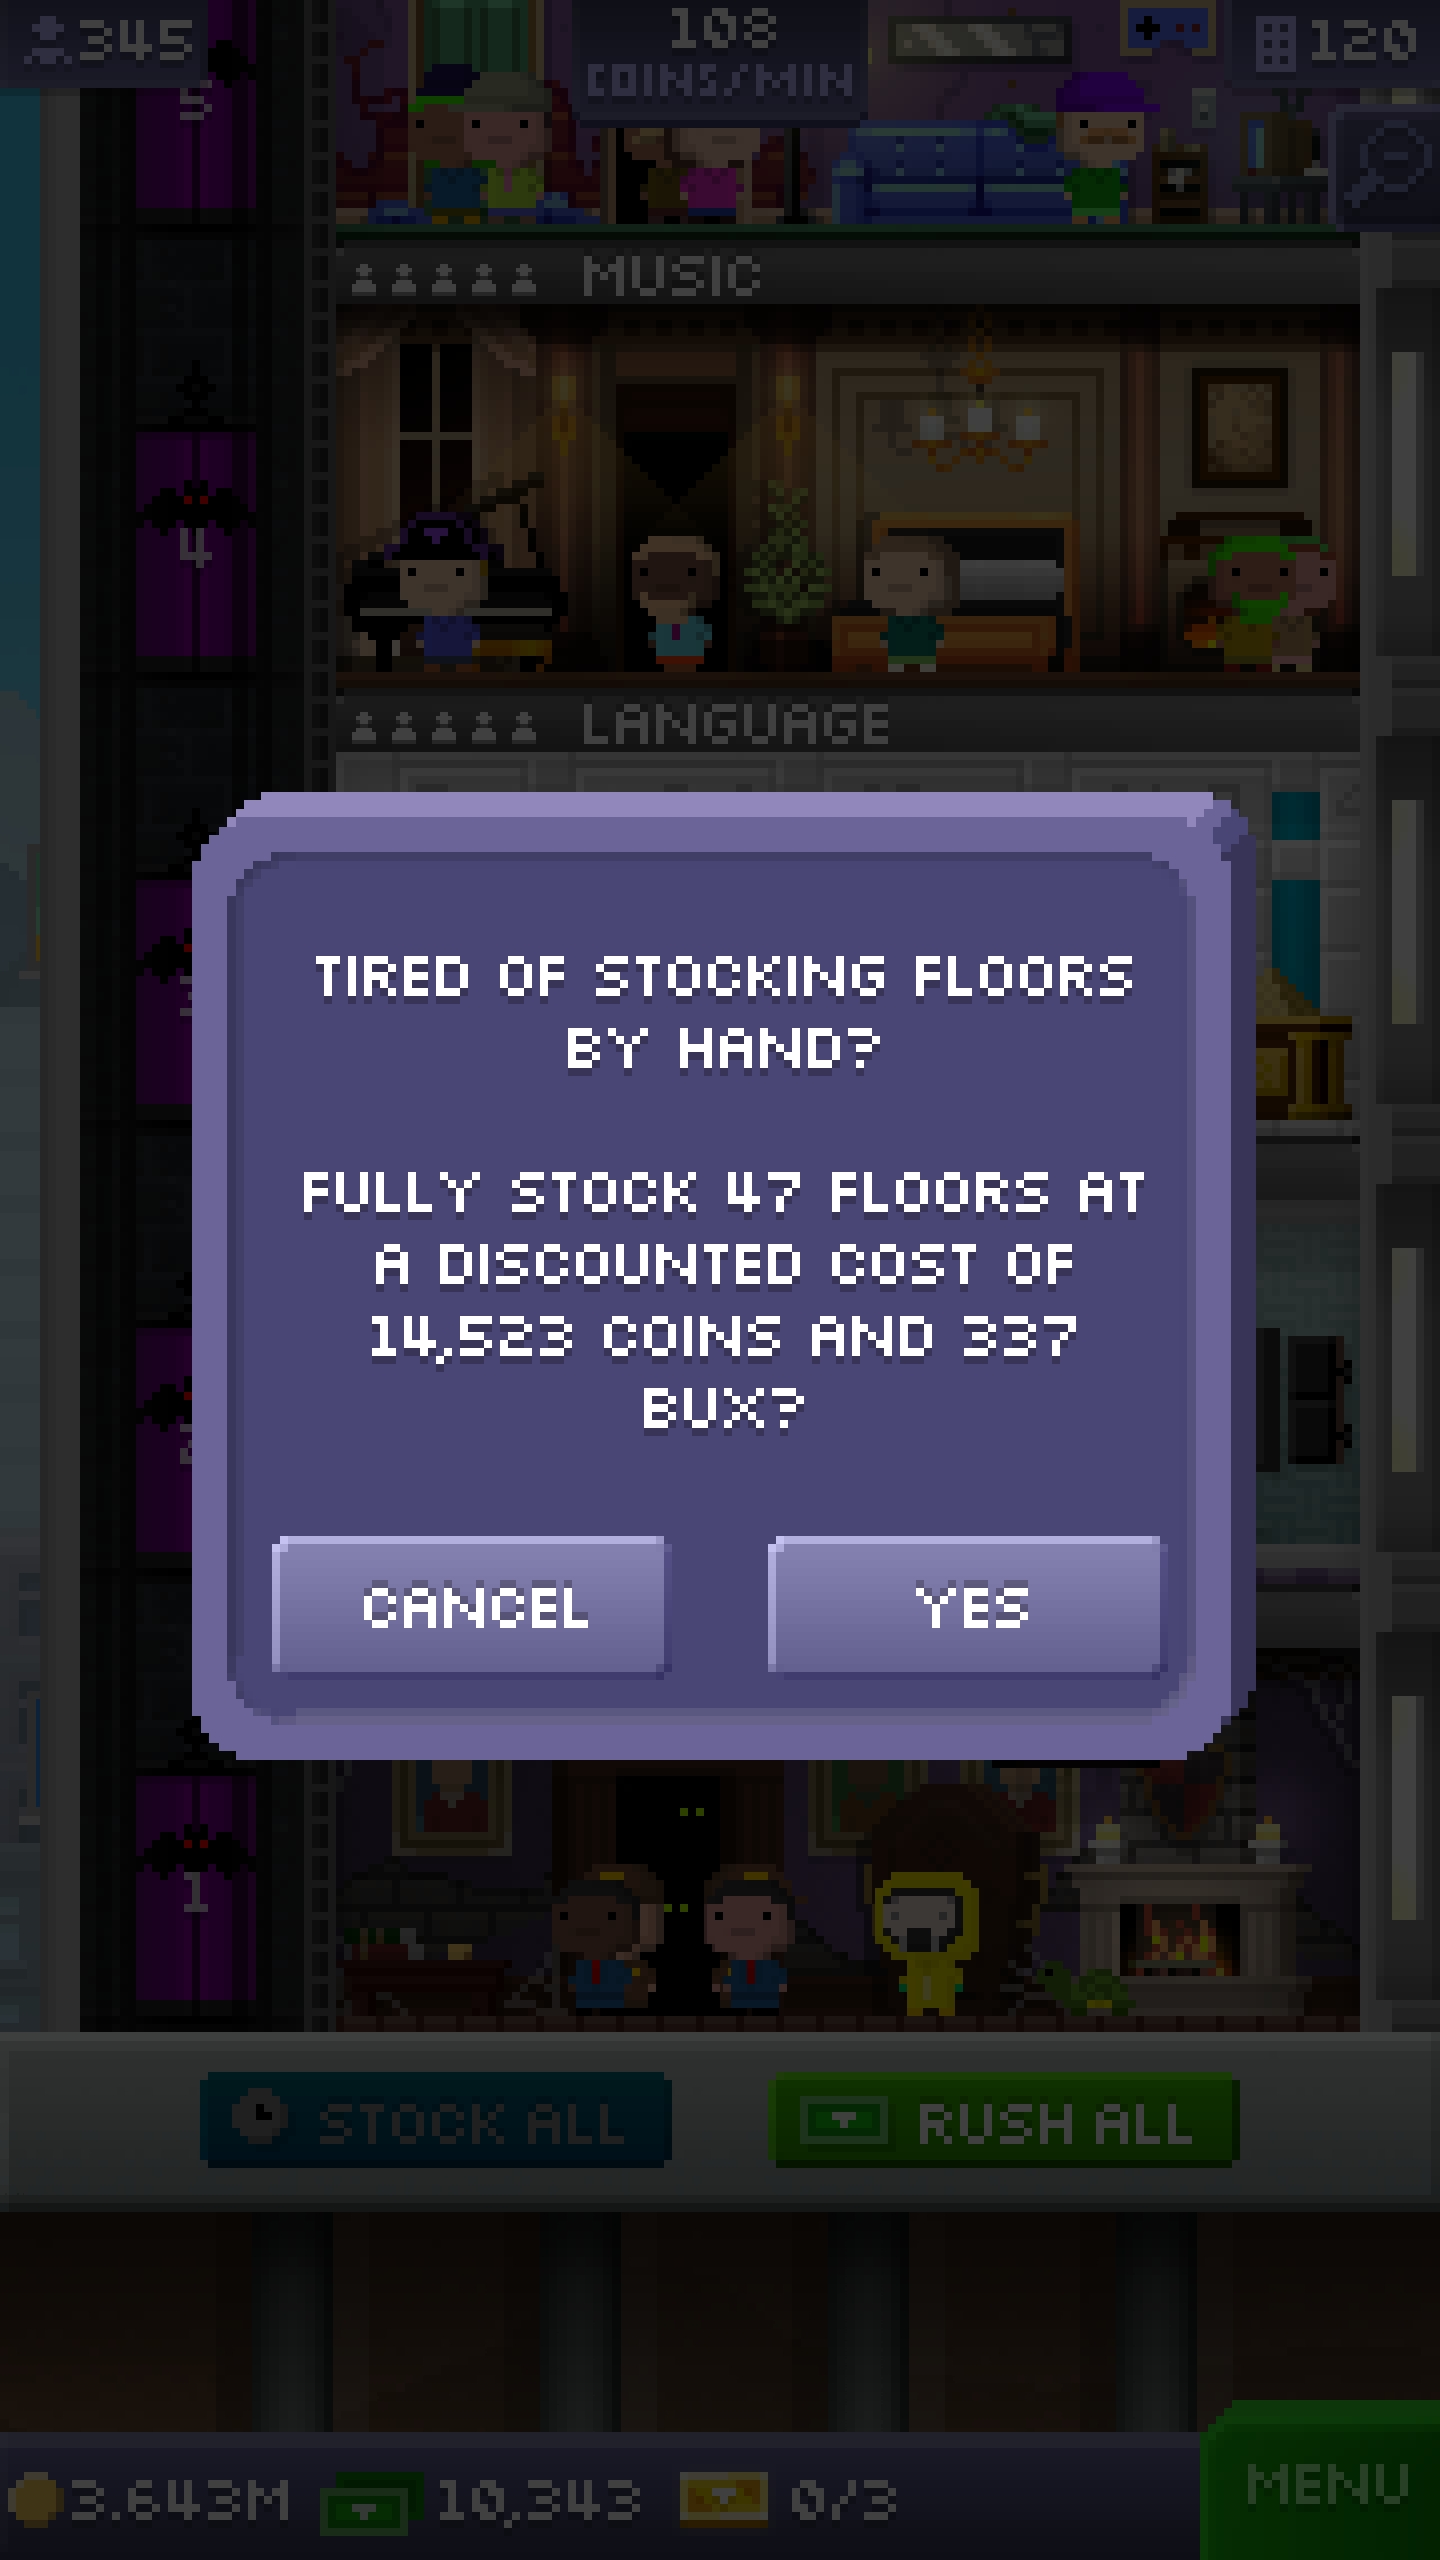 345
108
COINS/MIN
120
5
MUSIC
4
LANGUAGE
TIRED OF STOCKING FLOORS
BY HAND?
FULLY STOCK 47 FLOORS AT
A DISCOUNTED COST OF
14,523 COINS AND 337
BUX?
CANCEL
YES
1
STOCK ALL
RUSH ALL
3.643M
10,343
0/3
MENU